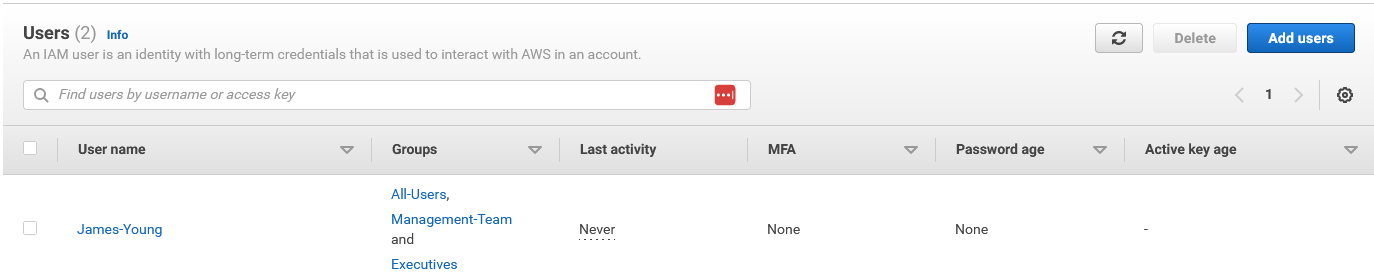 Users (2) Info
An IAM user is an identity with long-term credentials that is used to interact with AWS in an account.
Delete
Add users
Find users by username or access key
1
User name Groups Last activity MFA Password age Active key age
All-Users,
Management-Team
James-Young Never None None -
and
Executives